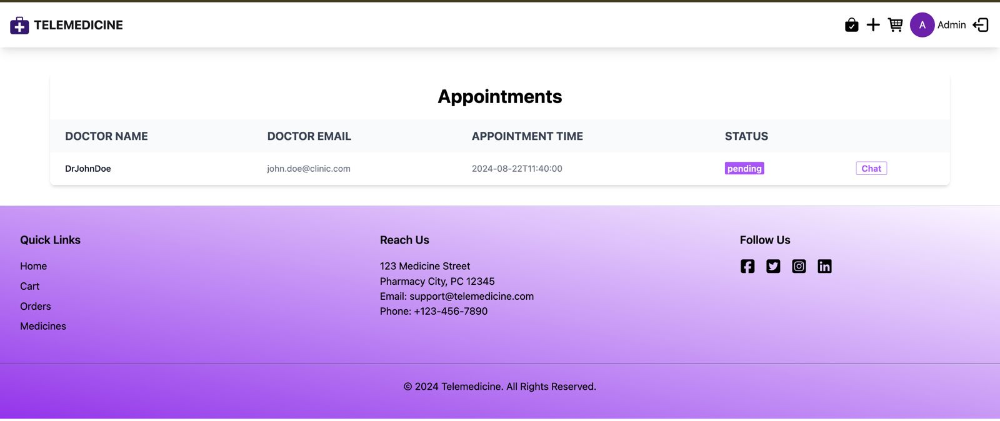 TELEMEDICINE
A Admin
Appointments
DOCTOR NAME DOCTOR EMAIL APPOINTMENT TIME STATUS
DrJohnDoe john.doe@clinic.com 2024-08-22T11:40:00 pending Chat
Quick Links
Home
Cart
Orders
Medicines
Reach Us
123 Medicine Street
Pharmacy City, PC 12345
Email: support@telemedicine.com
Phone: +123-456-7890
Follow Us
© 2024 Telemedicine. All Rights Reserved.